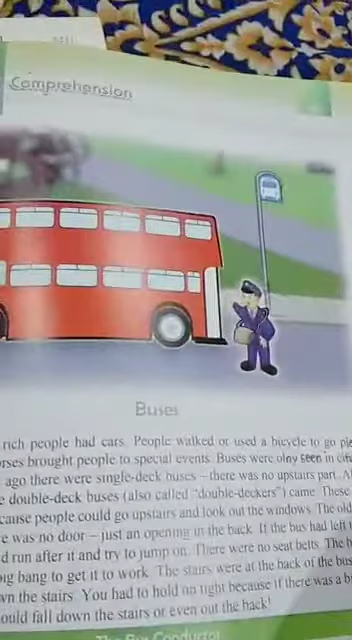 Comprehension
Buses
rich people had cars. People walked or used a bicycle to go
rses brought people to special events. Buses were olny seen in
ago there were single-deck buses – there was no upstairs part.
e double-deck buses (also called "double-deckers") came. These
cause people could go upstairs and look out the windows. The old
e was no door – just an opening in the back. If the bus had left
d run after it and try to jump on. There were no seat belts. The
big bang to get it to work. The stairs were at the back of the bus
wn the stairs. You had to hold on tight because if there was a
ould fall down the stairs or even out the back!
The Bus Conductor